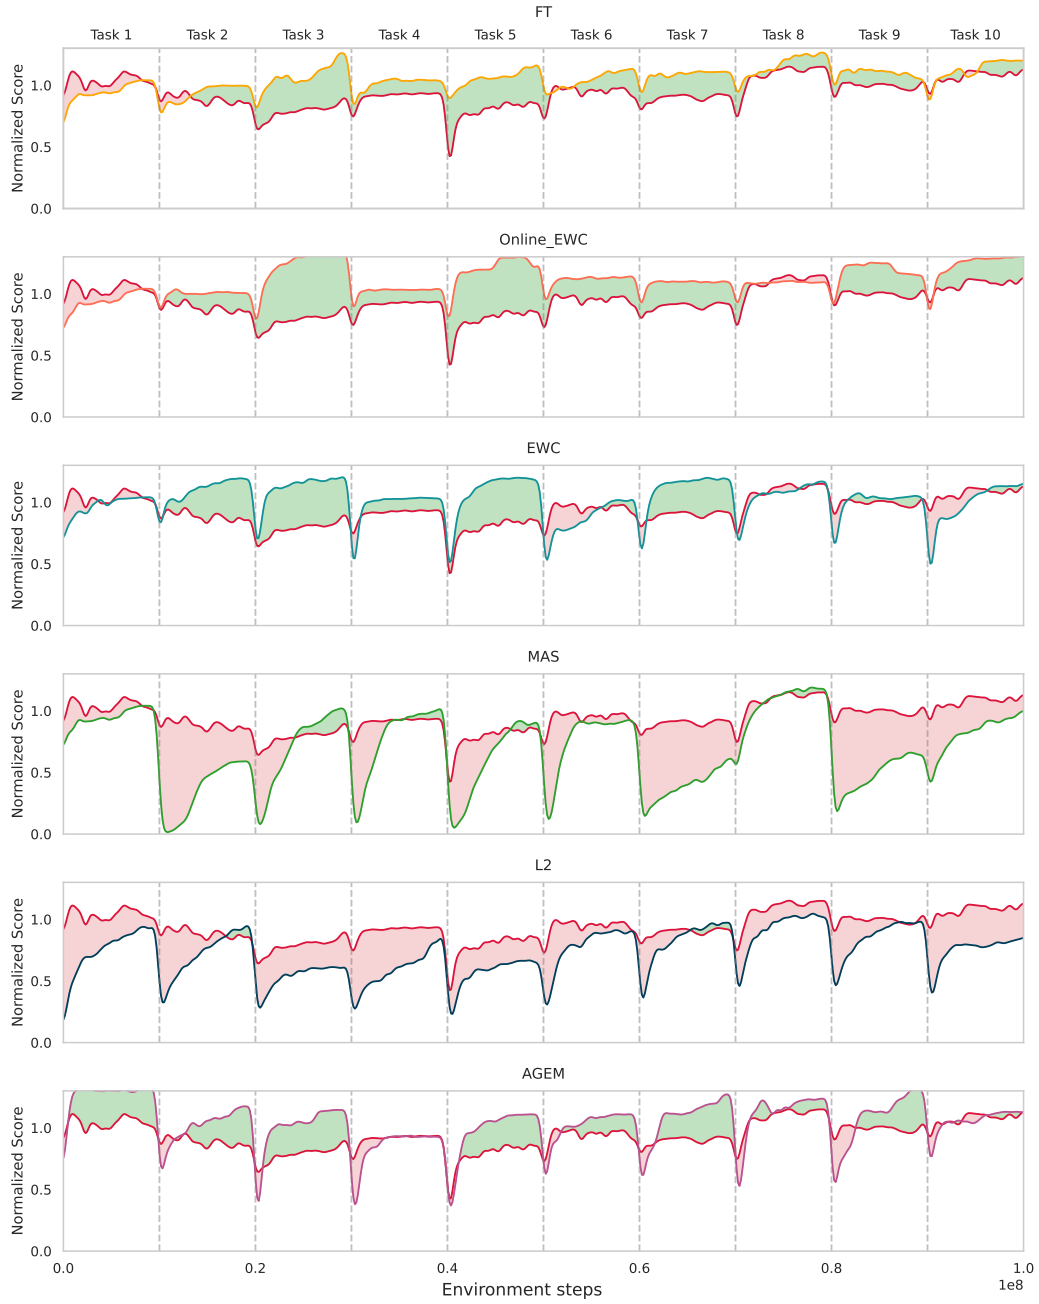 FT
Task 1 Task 2 Task 3 Task 4 Task 5 Task 6 Task 7 Task 8 Task 9 Task 10
Normalized Score
1.0
0.5
0.0
Online_EWC
Normalized Score
1.0
0.5
0.0
EWC
Normalized Score
1.0
0.5
0.0
MAS
Normalized Score
1.0
0.5
0.0
L2
Normalized Score
1.0
0.5
0.0
AGEM
Normalized Score
1.0
0.5
0.0
0.0 0.2 0.4 0.6 0.8 1.0
Environment steps
1e8